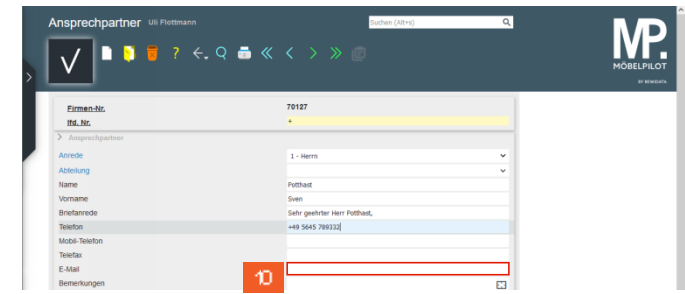 Ansprechpartner Uli Flottmann
Suchen (Alt+s)
MP.
MÖBELPILOT
BY BEWIDATA
Firmen-Nr. 70127
lfd. Nr. +
Ansprechpartner
Anrede 1 - Herrn
Abteilung
Name Potthast
Vorname Sven
Briefanrede Sehr geehrter Herr Potthast,
Telefon +49 5645 789332
Mobil-Telefon
Telefax
E-Mail
10
Bemerkungen